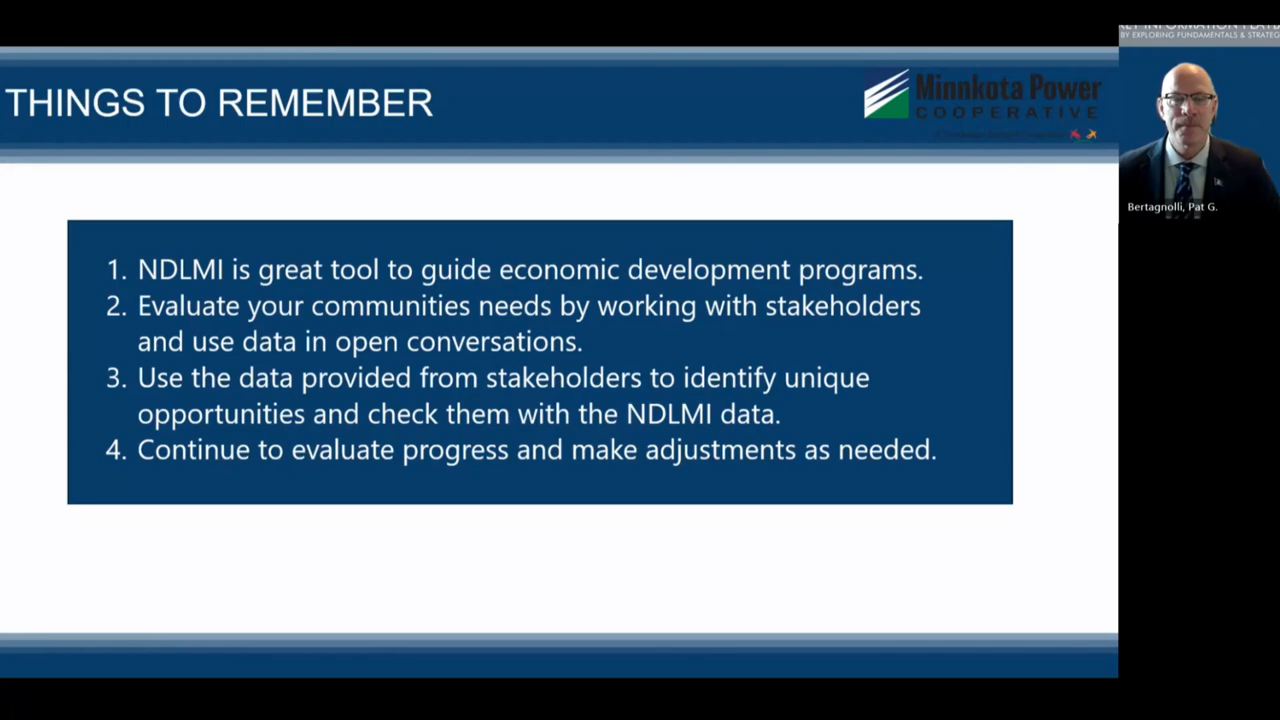 THINGS TO REMEMBER
Minnkota Power
COOPERATIVE
1. NDLMI is great tool to guide economic development programs.
2. Evaluate your communities needs by working with stakeholders
and use data in open conversations.
3. Use the data provided from stakeholders to identify unique
opportunities and check them with the NDLMI data.
4. Continue to evaluate progress and make adjustments as needed.
BY EXPLORING FUNDAMENTALS & STRATEG
Bertagnolli, Pat G.